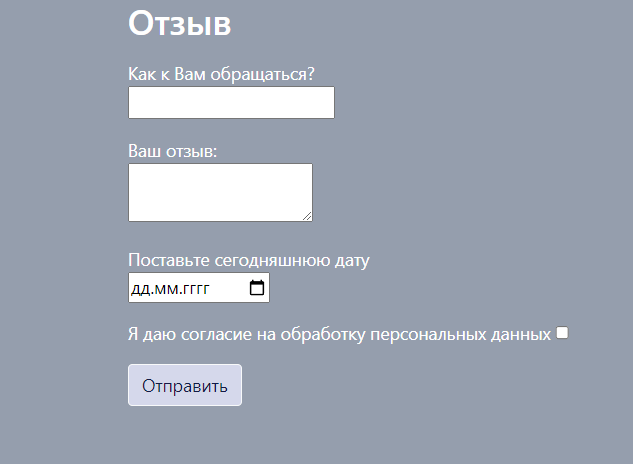 Отзыв
Как к Вам обращаться?
Ваш отзыв:
Поставьте сегодняшнюю дату
дд.мм.гггг
Я даю согласие на обработку персональных данных
Отправить